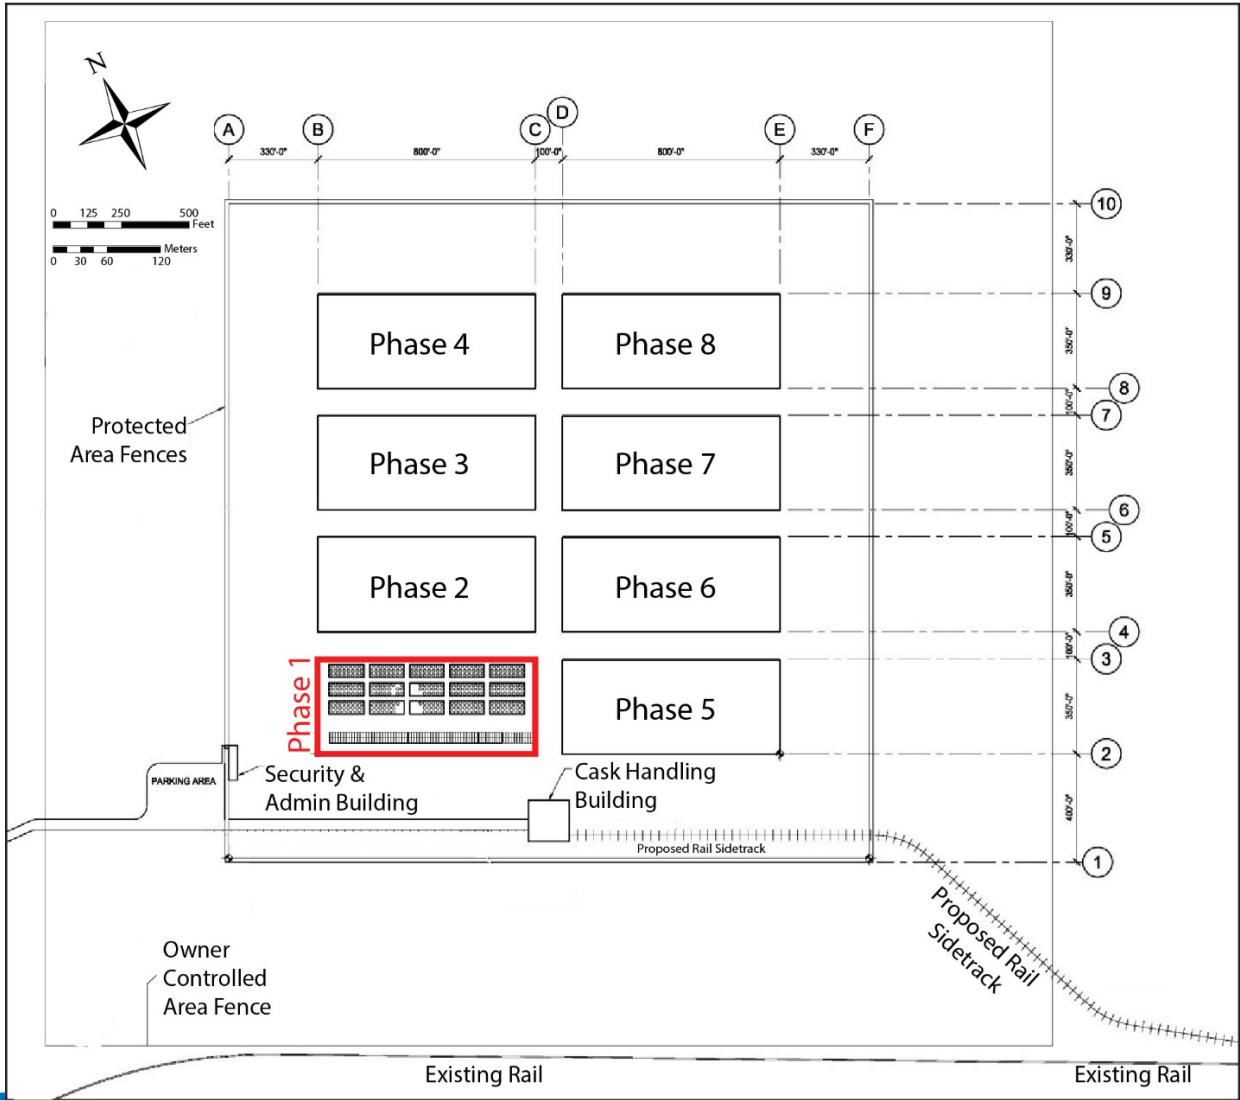 N
A
B
C
D
E
F
330'-0"
800'-0"
100'-0"
800'-0"
330'-0"
0 125 250 500
Feet
Meters
0 30 60 120
10
330'-0"
9
Phase 4
Phase 8
350'-0"
8
100'-0"
7
Protected
Area Fences
Phase 3
Phase 7
350'-0"
6
100'-0"
5
Phase 2
Phase 6
350'-0"
4
100'-0"
3
Phase 1
Phase 5
350'-0"
2
PARKING AREA
Security &
Admin Building
Cask Handling
Building
400'-0"
Proposed Rail Sidetrack
1
Proposed Rail
Sidetrack
Owner
Controlled
Area Fence
Existing Rail
Existing Rail